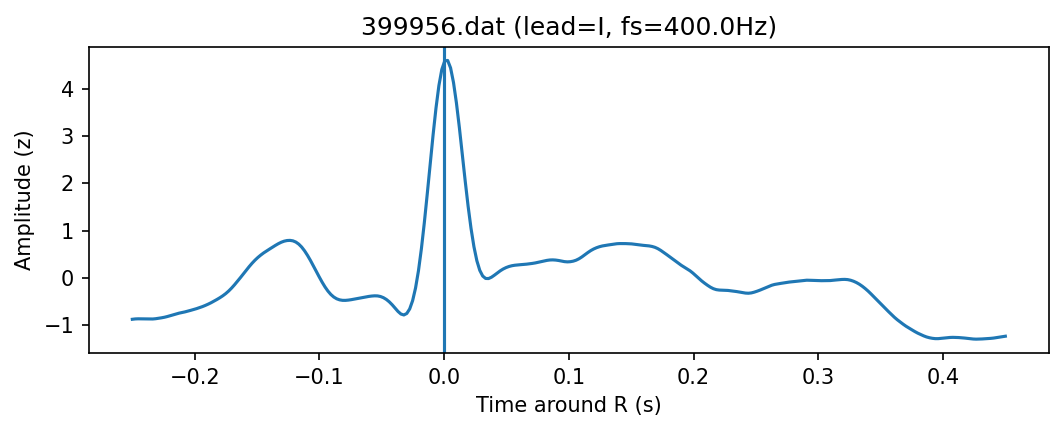 399956.dat (lead=I, fs=400.0Hz)
Amplitude (z)
4
3
2
1
0
−1
−0.2 −0.1 0.0 0.1 0.2 0.3 0.4
Time around R (s)